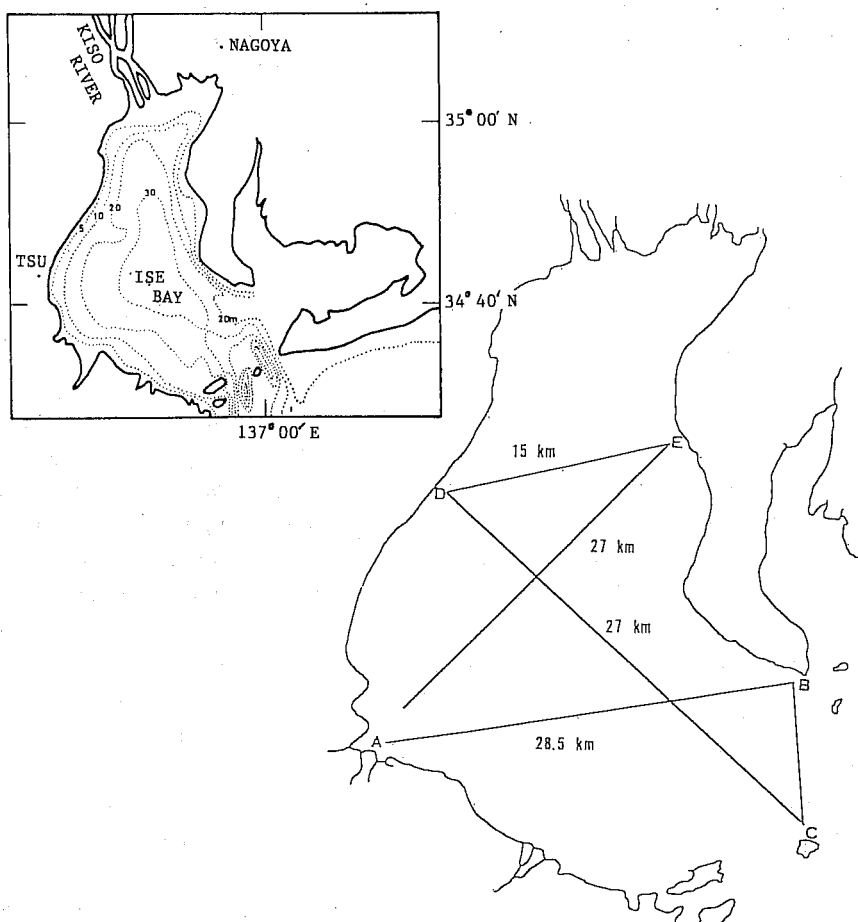 KISO
RIVER
NAGOYA
35°00′N
30
20
10
5
TSU
ISE
BAY
34°40′N
20m
137°00′E
15 km
E
D
27 km
27 km
B
A
28.5 km
C